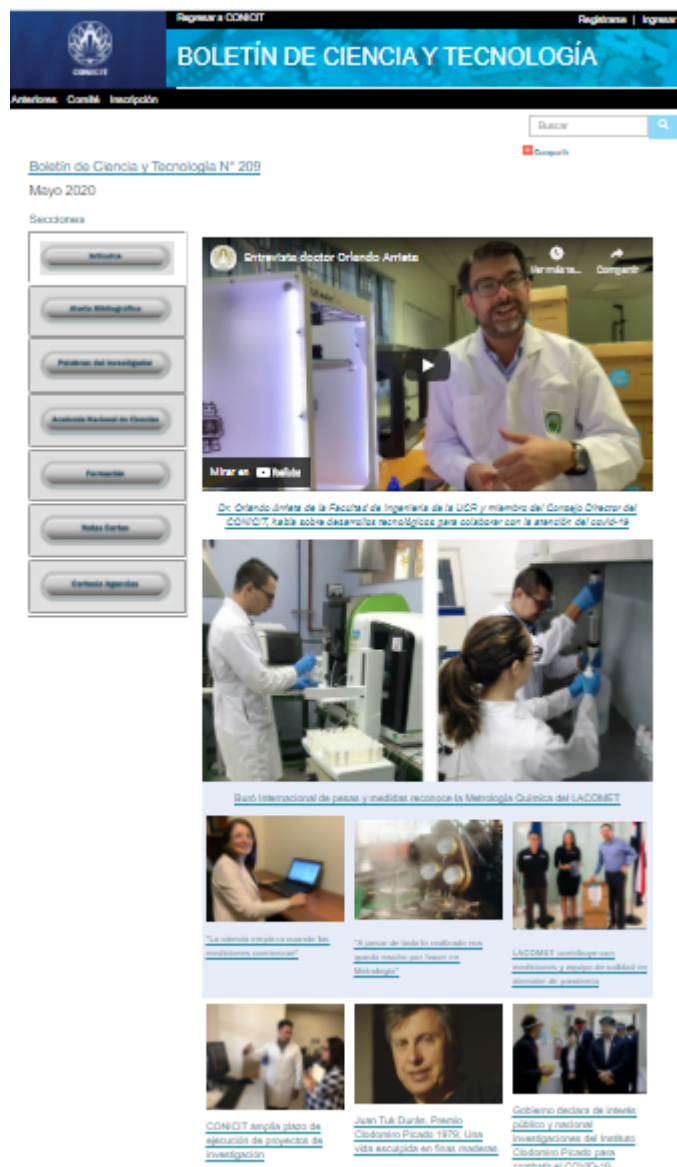 Regresar a CONICIT
Registrarse | Ingresar
CONICIT
BOLETÍN DE CIENCIA Y TECNOLOGÍA
Anteriores Comité Inscripción
Buscar
Compartir
Boletín de Ciencia y Tecnología N° 209
Mayo 2020
Secciones
Artículos
Alerta Bibliográfica
Palabras del Investigador
Academia Nacional de Ciencias
Formación
Notas Cortas
Cortesía Agencias
Entrevista doctor Orlando Arrieta
Ver más ta...
Compartir
Mirar en YouTube
Dr. Orlando Arrieta de la Facultad de Ingeniería de la UCR y miembro del Consejo Director del
CONICIT, habla sobre desarrollos tecnológicos para colaborar con la atención del covid-19
Buró Internacional de pesas y medidas reconoce la Metrología Química del LACOMET
"La ciencia empieza cuando las
mediciones comienzan"
"A pesar de todo lo realizado nos
queda mucho por hacer en
Metrología"
LACOMET contribuye con
mediciones y equipo de calidad en
atención de pandemia
CONICIT amplía plazo de
ejecución de proyectos de
investigación
Juan Tuk Durán, Premio
Clodomiro Picado 1979: Una
vida esculpida en finas maderas
Gobierno declara de interés
público y nacional
investigaciones del Instituto
Clodomiro Picado para
combatir el COVID-19